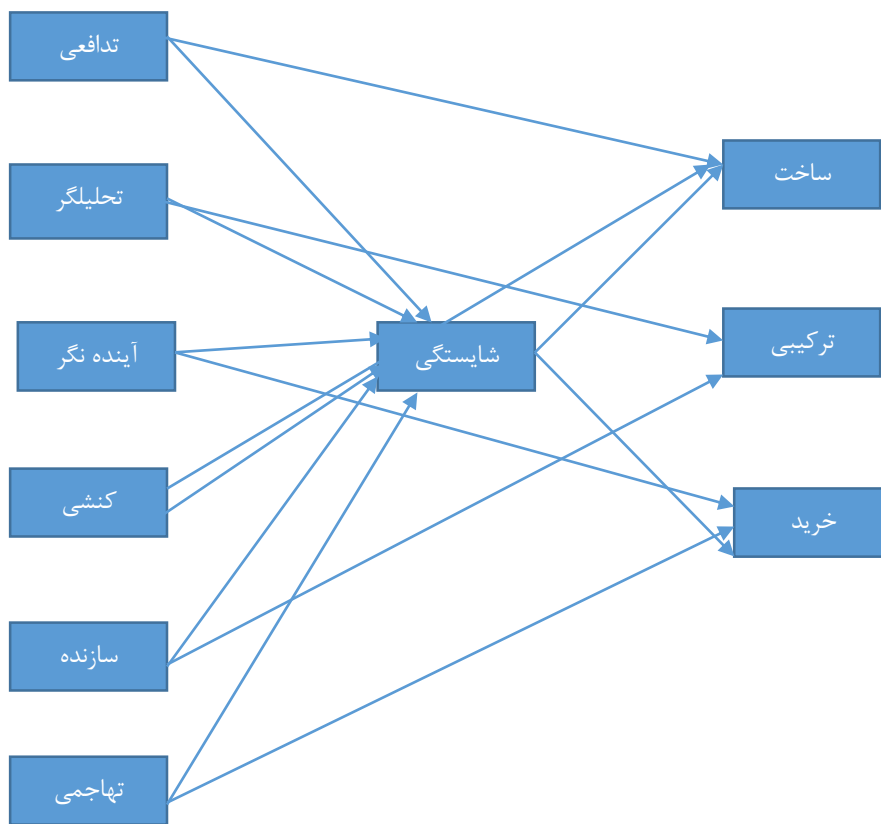 تدافعی
تحلیلگر
آینده نگر
کنشی
سازنده
تهاجمی
شایستگی
ساخت
ترکیبی
خرید